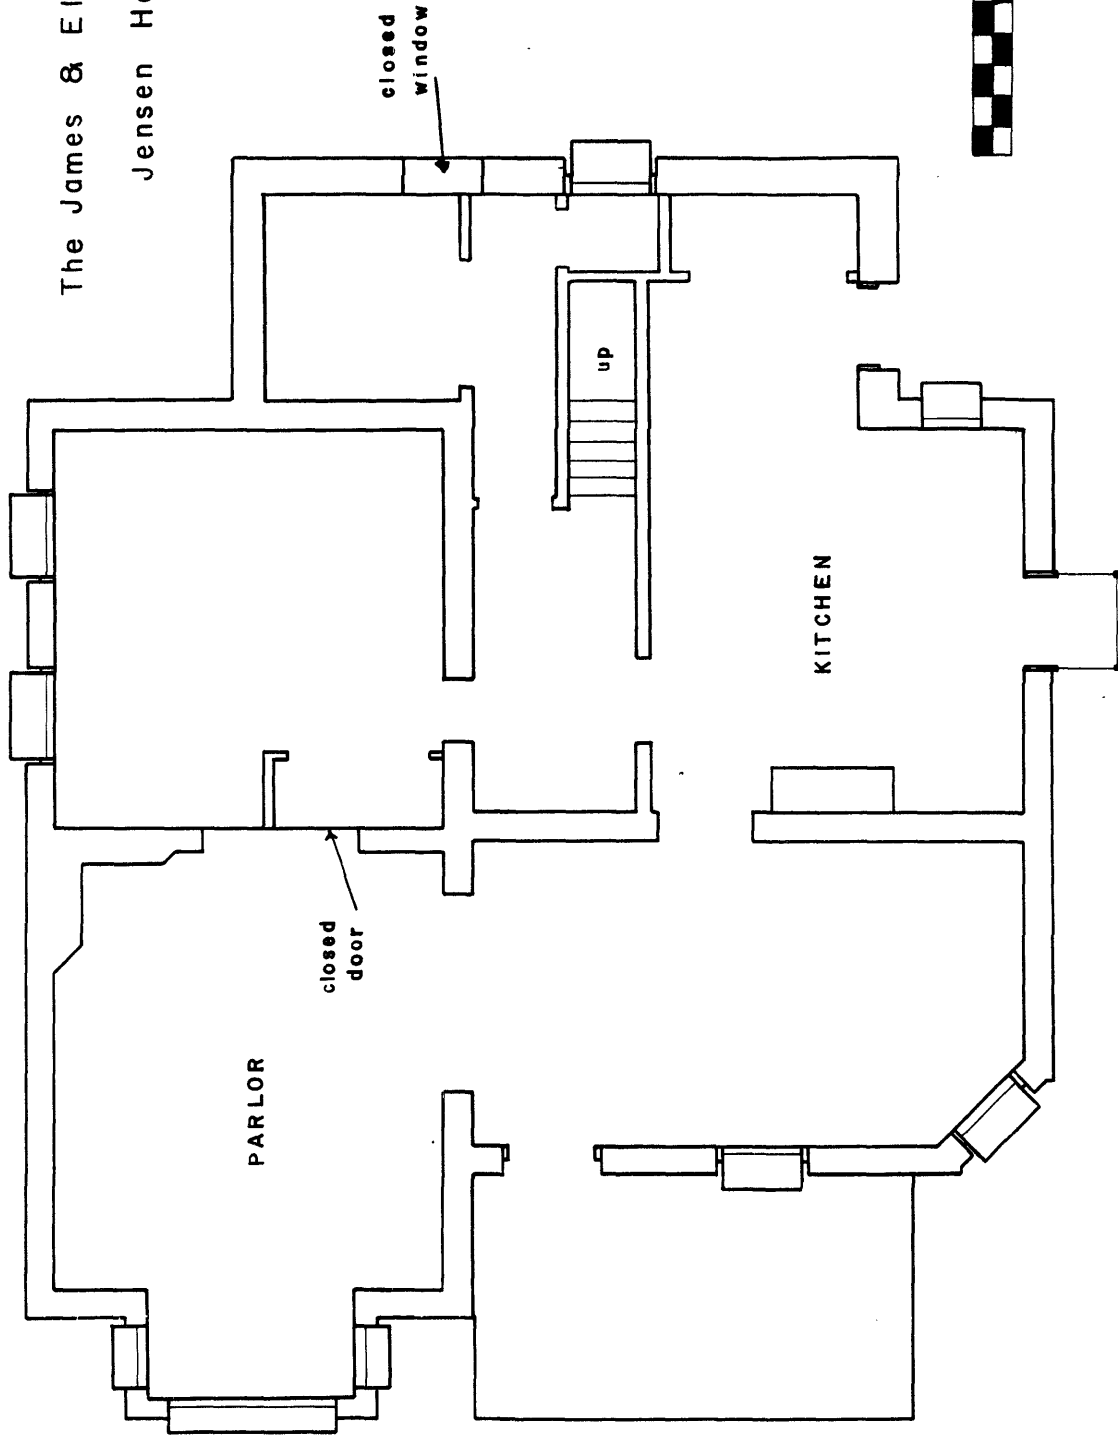 The James & El
Jensen Ho
closed
window
up
KITCHEN
closed
door
PARLOR